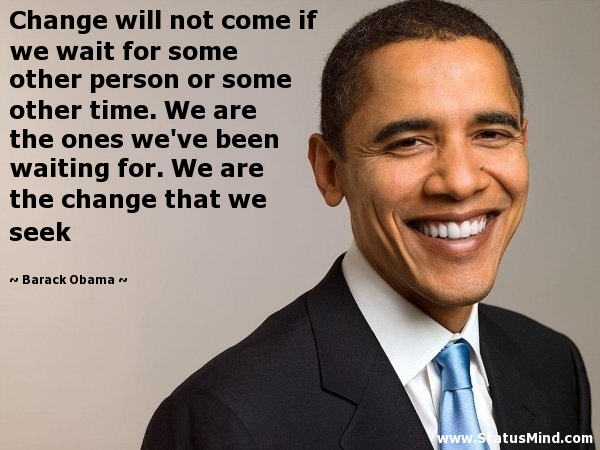 Change will not come if
we wait for some
other person or some
other time. We are
the ones we've been
waiting for. We are
the change that we
seek
~ Barack Obama ~
www.StatusMind.com